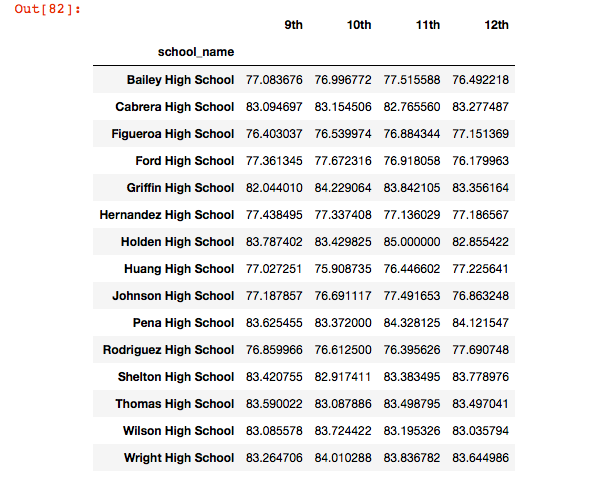 Out[82]:
9th 10th 11th 12th
school_name
Bailey High School 77.083676 76.996772 77.515588 76.492218
Cabrera High School 83.094697 83.154506 82.765560 83.277487
Figueroa High School 76.403037 76.539974 76.884344 77.151369
Ford High School 77.361345 77.672316 76.918058 76.179963
Griffin High School 82.044010 84.229064 83.842105 83.356164
Hernandez High School 77.438495 77.337408 77.136029 77.186567
Holden High School 83.787402 83.429825 85.000000 82.855422
Huang High School 77.027251 75.908735 76.446602 77.225641
Johnson High School 77.187857 76.691117 77.491653 76.863248
Pena High School 83.625455 83.372000 84.328125 84.121547
Rodriguez High School 76.859966 76.612500 76.395626 77.690748
Shelton High School 83.420755 82.917411 83.383495 83.778976
Thomas High School 83.590022 83.087886 83.498795 83.497041
Wilson High School 83.085578 83.724422 83.195326 83.035794
Wright High School 83.264706 84.010288 83.836782 83.644986